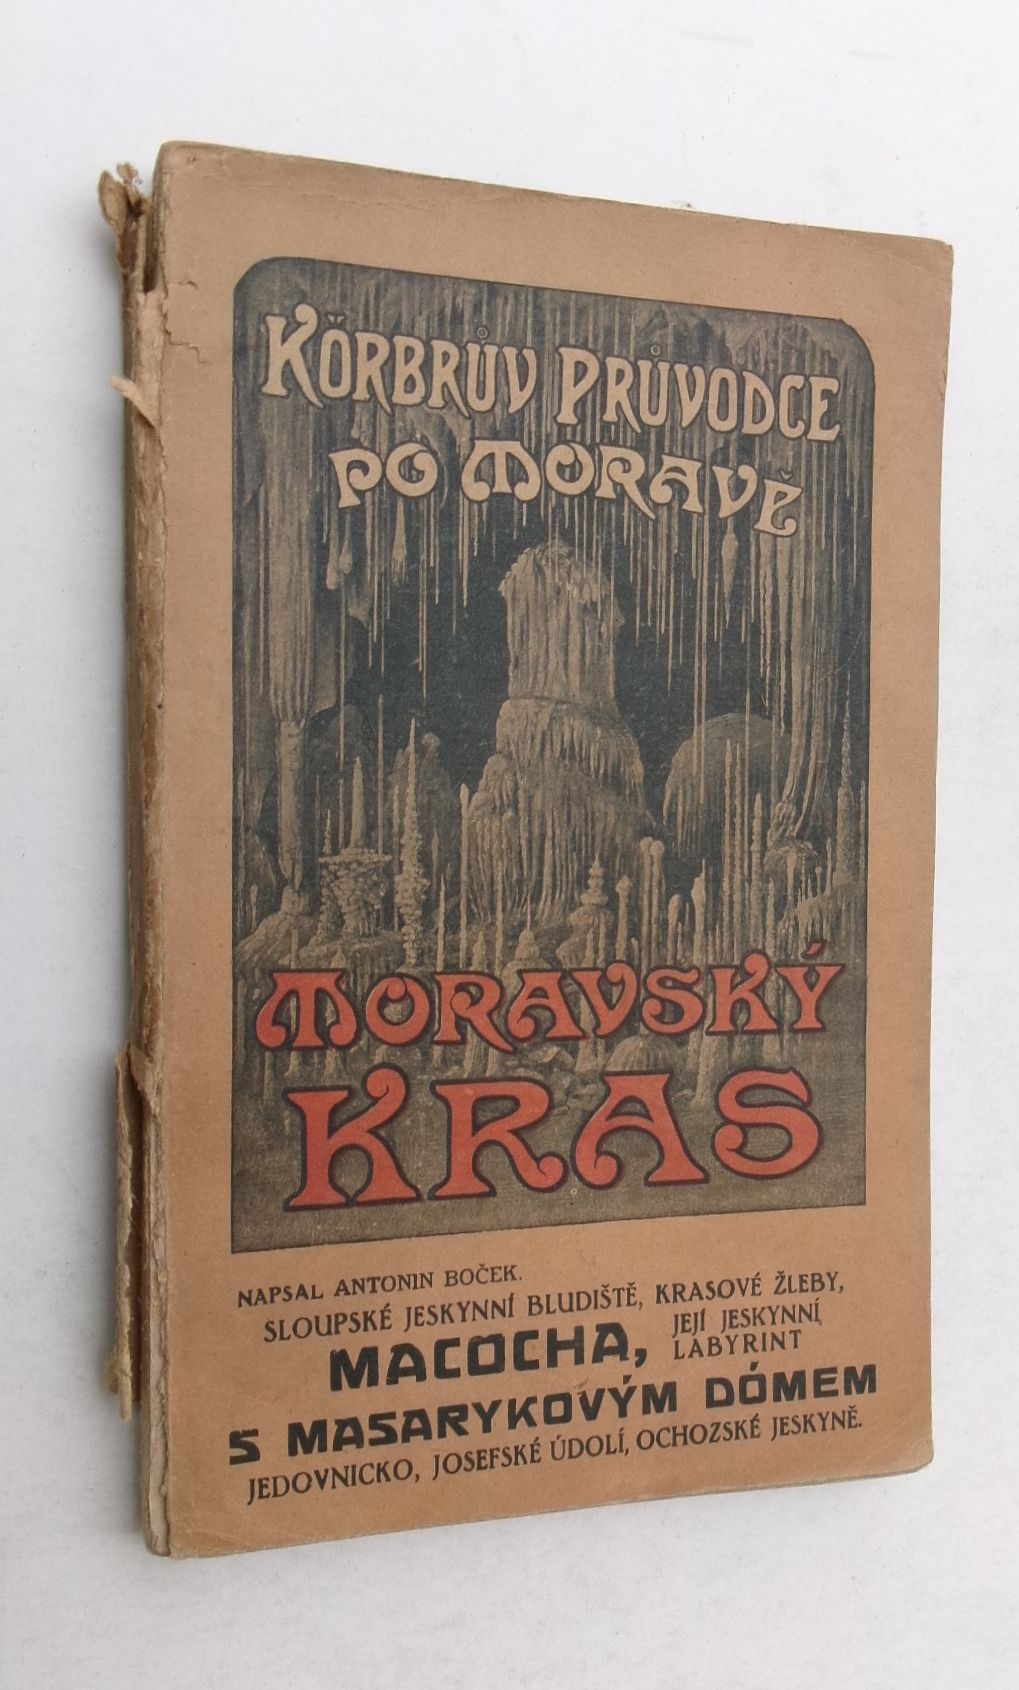 KÖRBRŮV PRŮVODCE
PO MORAVĚ
MORAVSKÝ
KRAS
NAPSAL ANTONIN BOČEK.
SLOUPSKÉ JESKYNNÍ BLUDIŠTĚ, KRASOVÉ ŽLEBY,
MACOCHA, JEJÍ JESKYNNÍ
LABYRINT
S MASARYKOVÝM DÓMEM
JEDOVNICKO, JOSEFSKÉ ÚDOLÍ, OCHOZSKÉ JESKYNĚ.